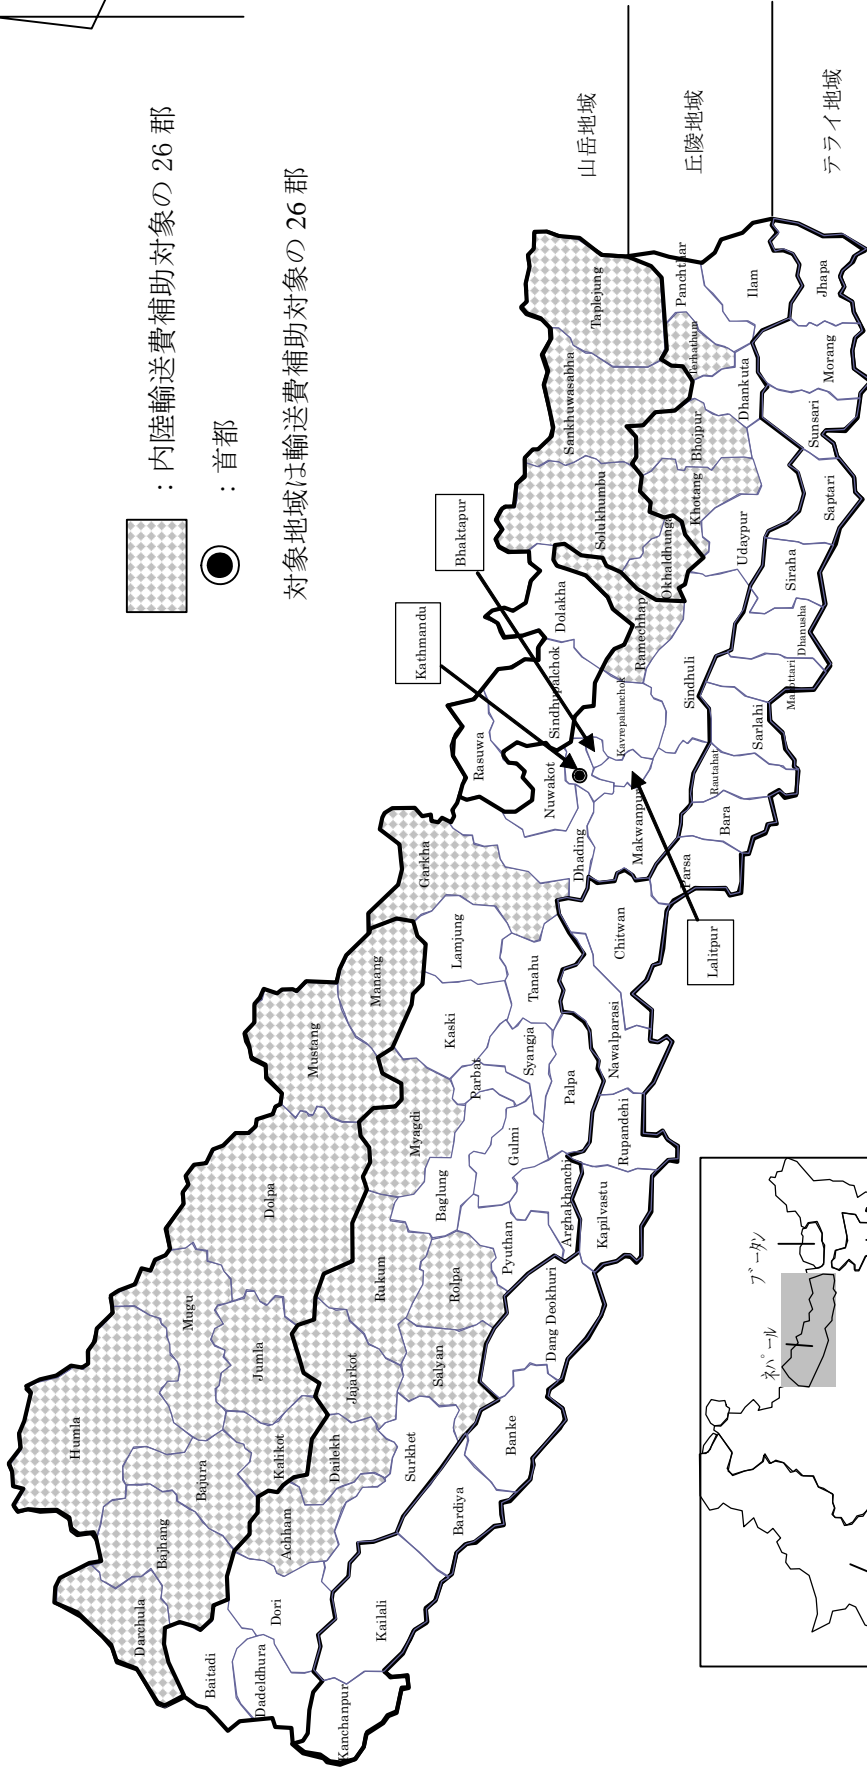 ：内陸輸送費補助対象の 26 郡
：首都
対象地域は輸送費補助対象の 26 郡
山岳地域
丘陵地域
テライ地域
Kathmandu
Bhaktapur
Lalitpur
Humla
Darchula
Bajhang
Bajura
Mugu
Dolpa
Jumla
Kalikot
Mustang
Manang
Baitadi
Dadeldhura
Dori
Achham
Dailekh
Jajarkot
Rukum
Rolpa
Salyan
Surkhet
Kanchanpur
Kailali
Bardiya
Banke
Dang Deokhuri
Myagdi
Baglung
Rarbat
Kaski
Lamjung
Garkha
Tanahu
Syangja
Gulmi
Palpa
Pyuthan
Arghakhanchi
Kapilvastu
Rupandehi
Nawalparasi
Chitwan
Rasuwa
Nuwakot
Dhading
Makwanpur
Parsa
Bara
Rautahat
Sarlahi
Mahottari
Dhanusha
Siraha
Saptari
Sunsari
Morang
Jhapa
Sindhupalchok
Kavrepalanchok
Dolakha
Ramechhap
Sindhuli
Okhaldhunga
Solukhumbu
Khotang
Udaypur
Bhojpur
Sankhuwasabha
Taplejung
Terhathum
Panchthar
Dhankuta
Ilam
ネパール
ブータン